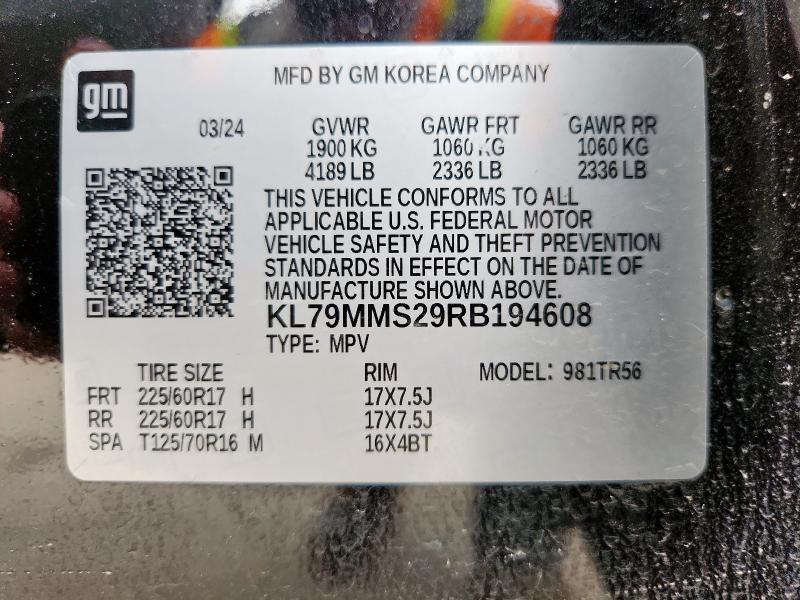 gm
MFD BY GM KOREA COMPANY
03/24 GVWR GAWR FRT GAWR RR
1900 KG 1060 KG 1060 KG
4189 LB 2336 LB 2336 LB
THIS VEHICLE CONFORMS TO ALL
APPLICABLE U.S. FEDERAL MOTOR
VEHICLE SAFETY AND THEFT PREVENTION
STANDARDS IN EFFECT ON THE DATE OF
MANUFACTURE SHOWN ABOVE.
KL79MMS29RB194608
TYPE: MPV
TIRE SIZE RIM MODEL: 981TR56
FRT 225/60R17 H 17X7.5J
RR 225/60R17 H 17X7.5J
SPA T125/70R16 M 16X4BT